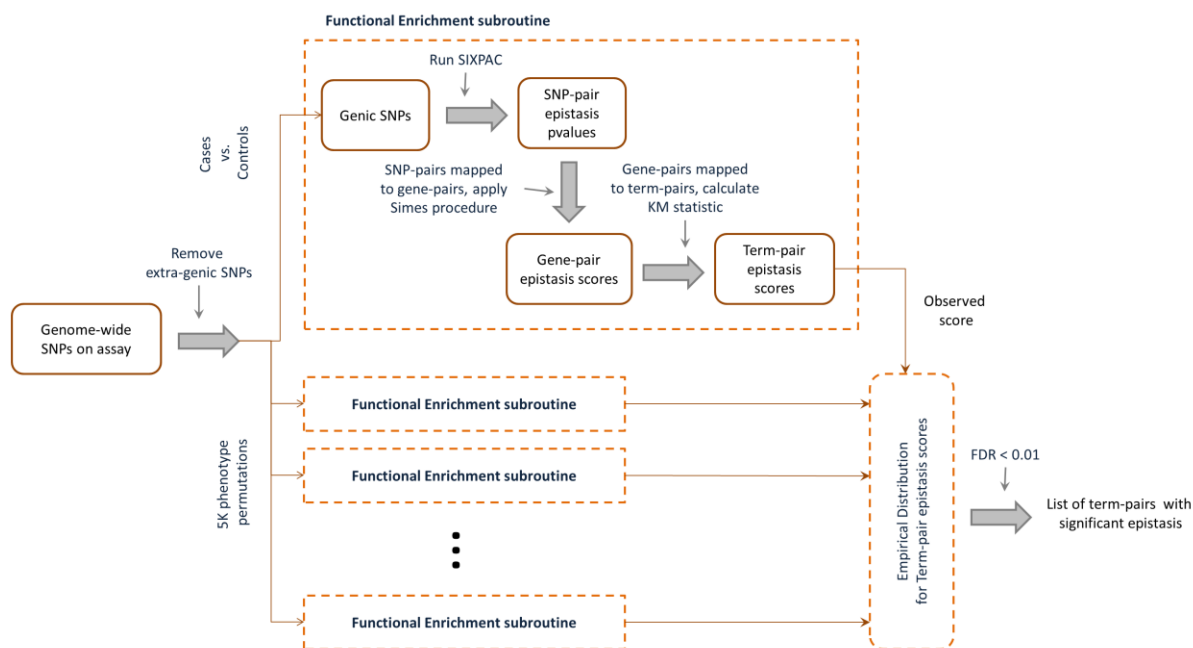 Functional Enrichment subroutine
Run SIXPAC
Genic SNPs
SNP-pair
epistasis
pvalues
Cases
vs.
Controls
SNP-pairs mapped
to gene-pairs, apply
Simes procedure
Gene-pairs mapped
to term-pairs, calculate
KM statistic
Remove
extra-genic SNPs
Gene-pair
epistasis scores
Term-pair
epistasis
scores
Genome-wide
SNPs on assay
Observed
score
Functional Enrichment subroutine
5K phenotype
permutations
Functional Enrichment subroutine
Functional Enrichment subroutine
Empirical Distribution
for Term-pair epistasis scores
FDR < 0.01
List of term-pairs with
significant epistasis